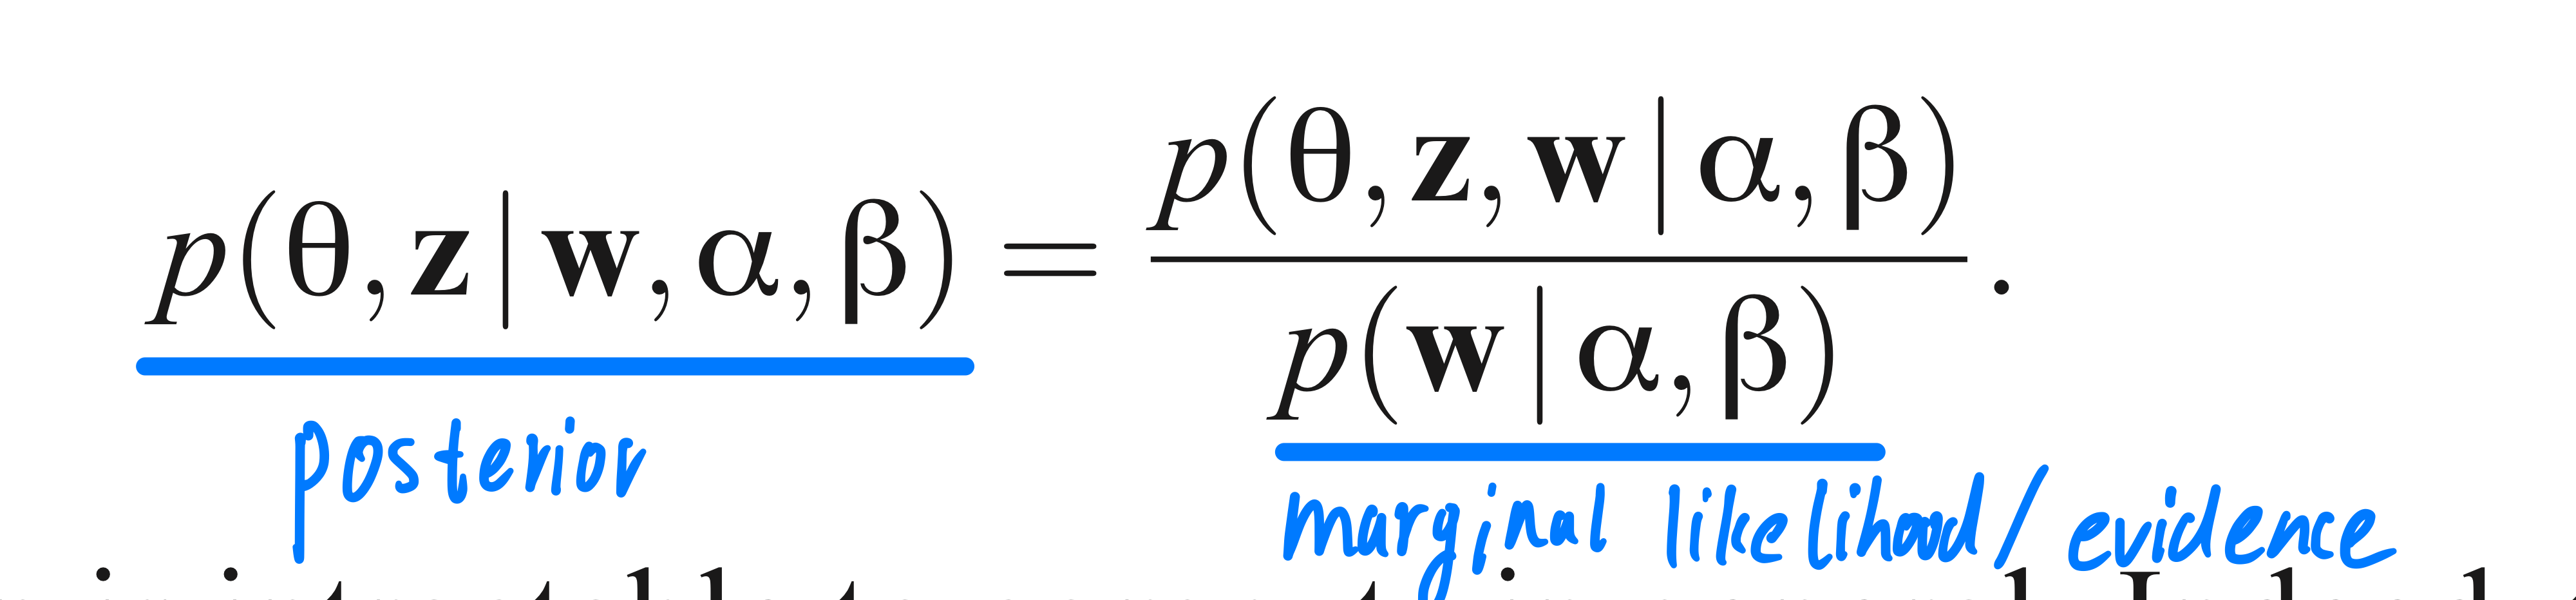 p(θ, z | w, α, β) = p(θ, z, w | α, β) / p(w | α, β) .
posterior
marginal likelihood / evidence